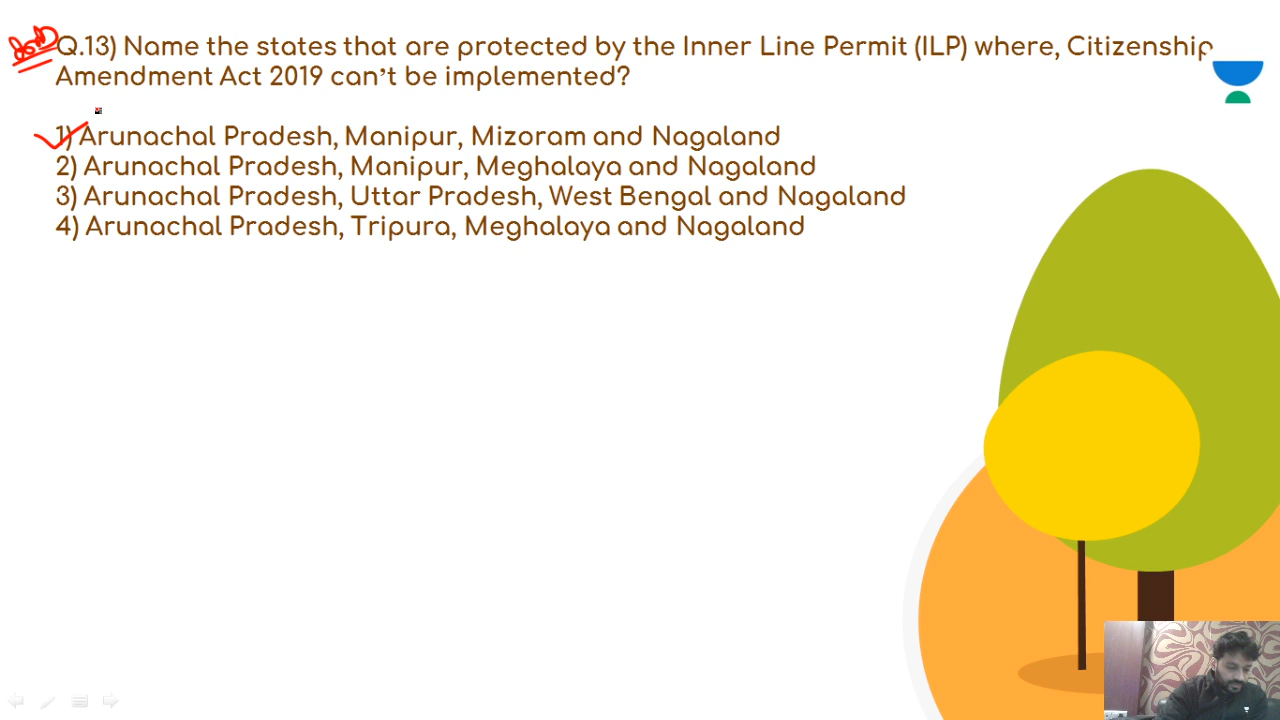 Q.13) Name the states that are protected by the Inner Line Permit (ILP) where, Citizenship
Amendment Act 2019 can't be implemented?
1) Arunachal Pradesh, Manipur, Mizoram and Nagaland
2) Arunachal Pradesh, Manipur, Meghalaya and Nagaland
3) Arunachal Pradesh, Uttar Pradesh, West Bengal and Nagaland
4) Arunachal Pradesh, Tripura, Meghalaya and Nagaland